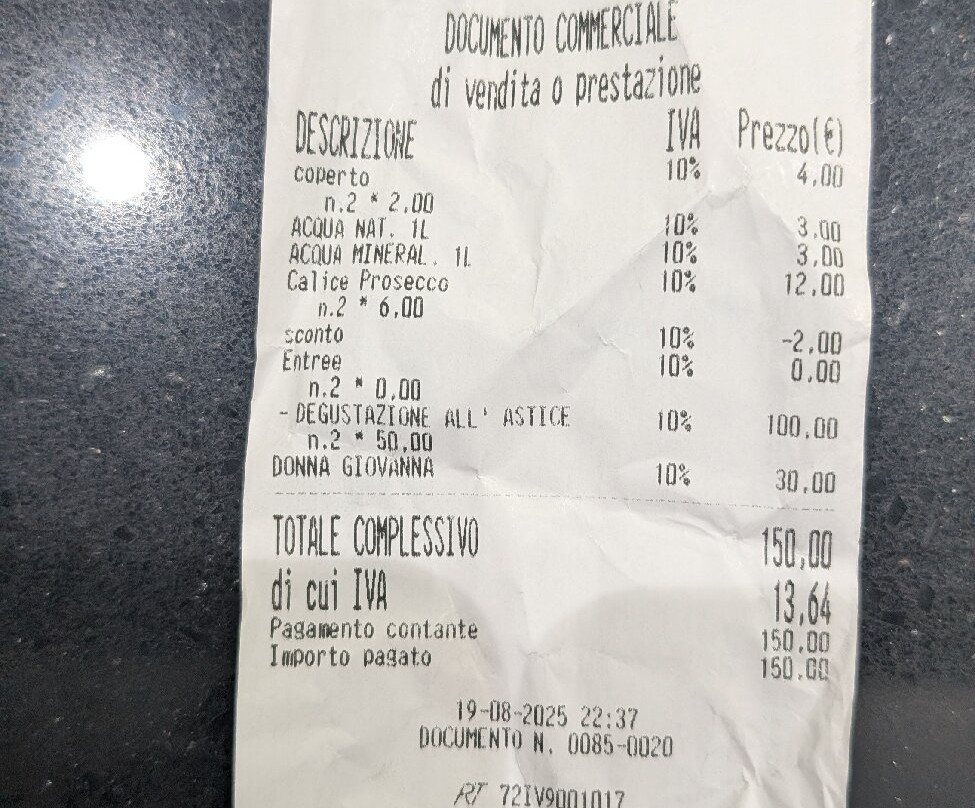 DOCUMENTO COMMERCIALE
di vendita o prestazione
DESCRIZIONE IVA Prezzo(€)
coperto 10% 4,00
n.2 * 2,00
ACQUA NAT. 1L 10% 3,00
ACQUA MINERAL. 1L 10% 3,00
Calice Prosecco 10% 12,00
n.2 * 6,00
sconto 10% -2,00
Entree 10% 0,00
n.2 * 0,00
- DEGUSTAZIONE ALL' ASTICE 10% 100,00
n.2 * 50,00
DONNA GIOVANNA 10% 30,00
TOTALE COMPLESSIVO 150,00
di cui IVA 13,64
Pagamento contante 150,00
Importo pagato 150,00
19-08-2025 22:37
DOCUMENTO N. 0085-0020
RT 72IV9001017